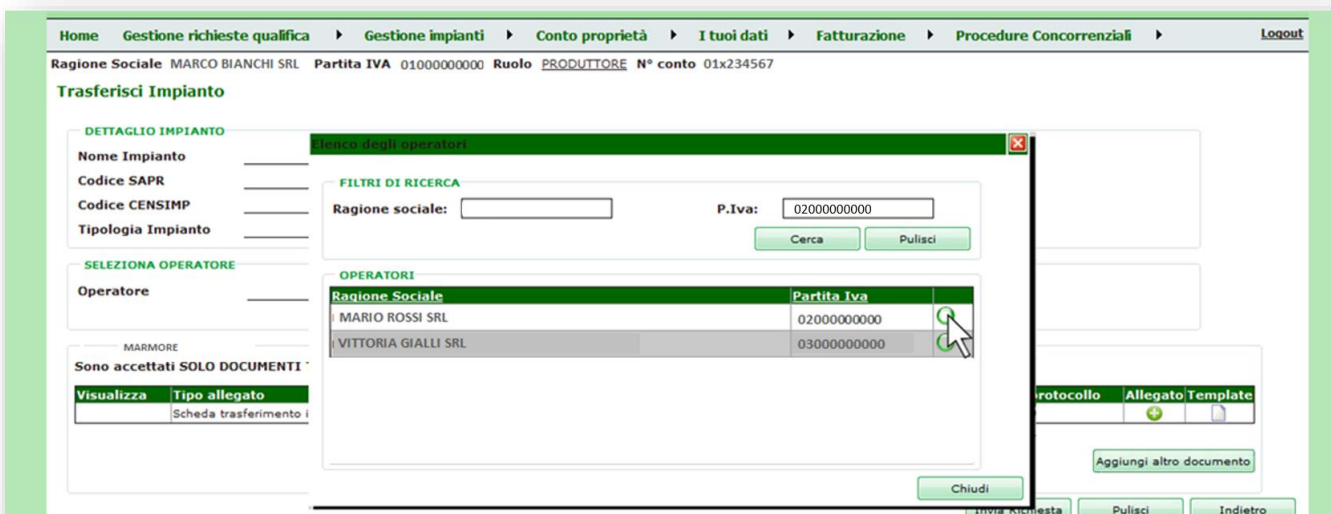 Home Gestione richieste qualifica Gestione impianti Conto proprietà I tuoi dati Fatturazione Procedure Concorrenziali Logout
Ragione Sociale MARCO BIANCHI SRL Partita IVA 01000000000 Ruolo PRODUTTORE N° conto 01x234567
Trasferisci Impianto
DETTAGLIO IMPIANTO
Nome Impianto
Codice SAPR
Codice CENSIMP
Tipologia Impianto
SELEZIONA OPERATORE
Operatore
MARMORE
Sono accettati SOLO DOCUMENTI
Visualizza Tipo allegato
Scheda trasferimento
Elenco degli operatori
FILTRI DI RICERCA
Ragione sociale: P.Iva: 02000000000
Cerca Pulisci
OPERATORI
Ragione Sociale Partita Iva
MARIO ROSSI SRL 02000000000
VITTORIA GIALLI SRL 03000000000
Chiudi
rotocollo Allegato Template
Aggiungi altro documento
Invia Richiesta Pulisci Indietro